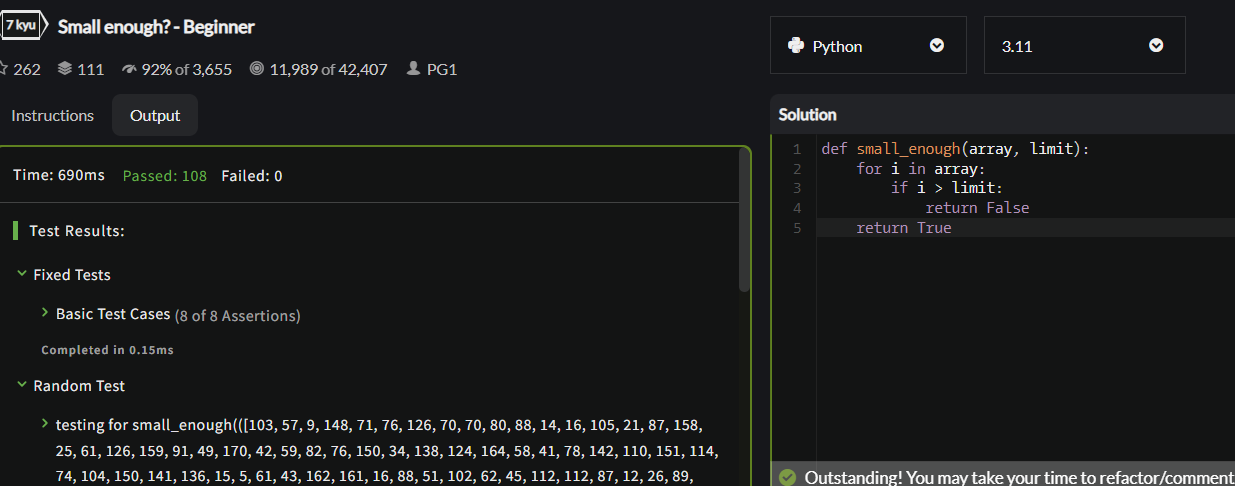 7 kyu Small enough? - Beginner
262 111 92% of 3,655 11,989 of 42,407 PG1
Instructions Output
Time: 690ms Passed: 108 Failed: 0
Test Results:
Fixed Tests
Basic Test Cases (8 of 8 Assertions)
Completed in 0.15ms
Random Test
testing for small_enough(([103, 57, 9, 148, 71, 76, 126, 70, 70, 80, 88, 14, 16, 105, 21, 87, 158,
25, 61, 126, 159, 91, 49, 170, 42, 59, 82, 76, 150, 34, 138, 124, 164, 58, 41, 78, 142, 110, 151, 114,
74, 104, 150, 141, 136, 15, 5, 61, 43, 162, 161, 16, 88, 51, 102, 62, 45, 112, 112, 87, 12, 26, 89,
Python 3.11
Solution
1 def small_enough(array, limit):
2 for i in array:
3 if i > limit:
4 return False
5 return True
Outstanding! You may take your time to refactor/comment